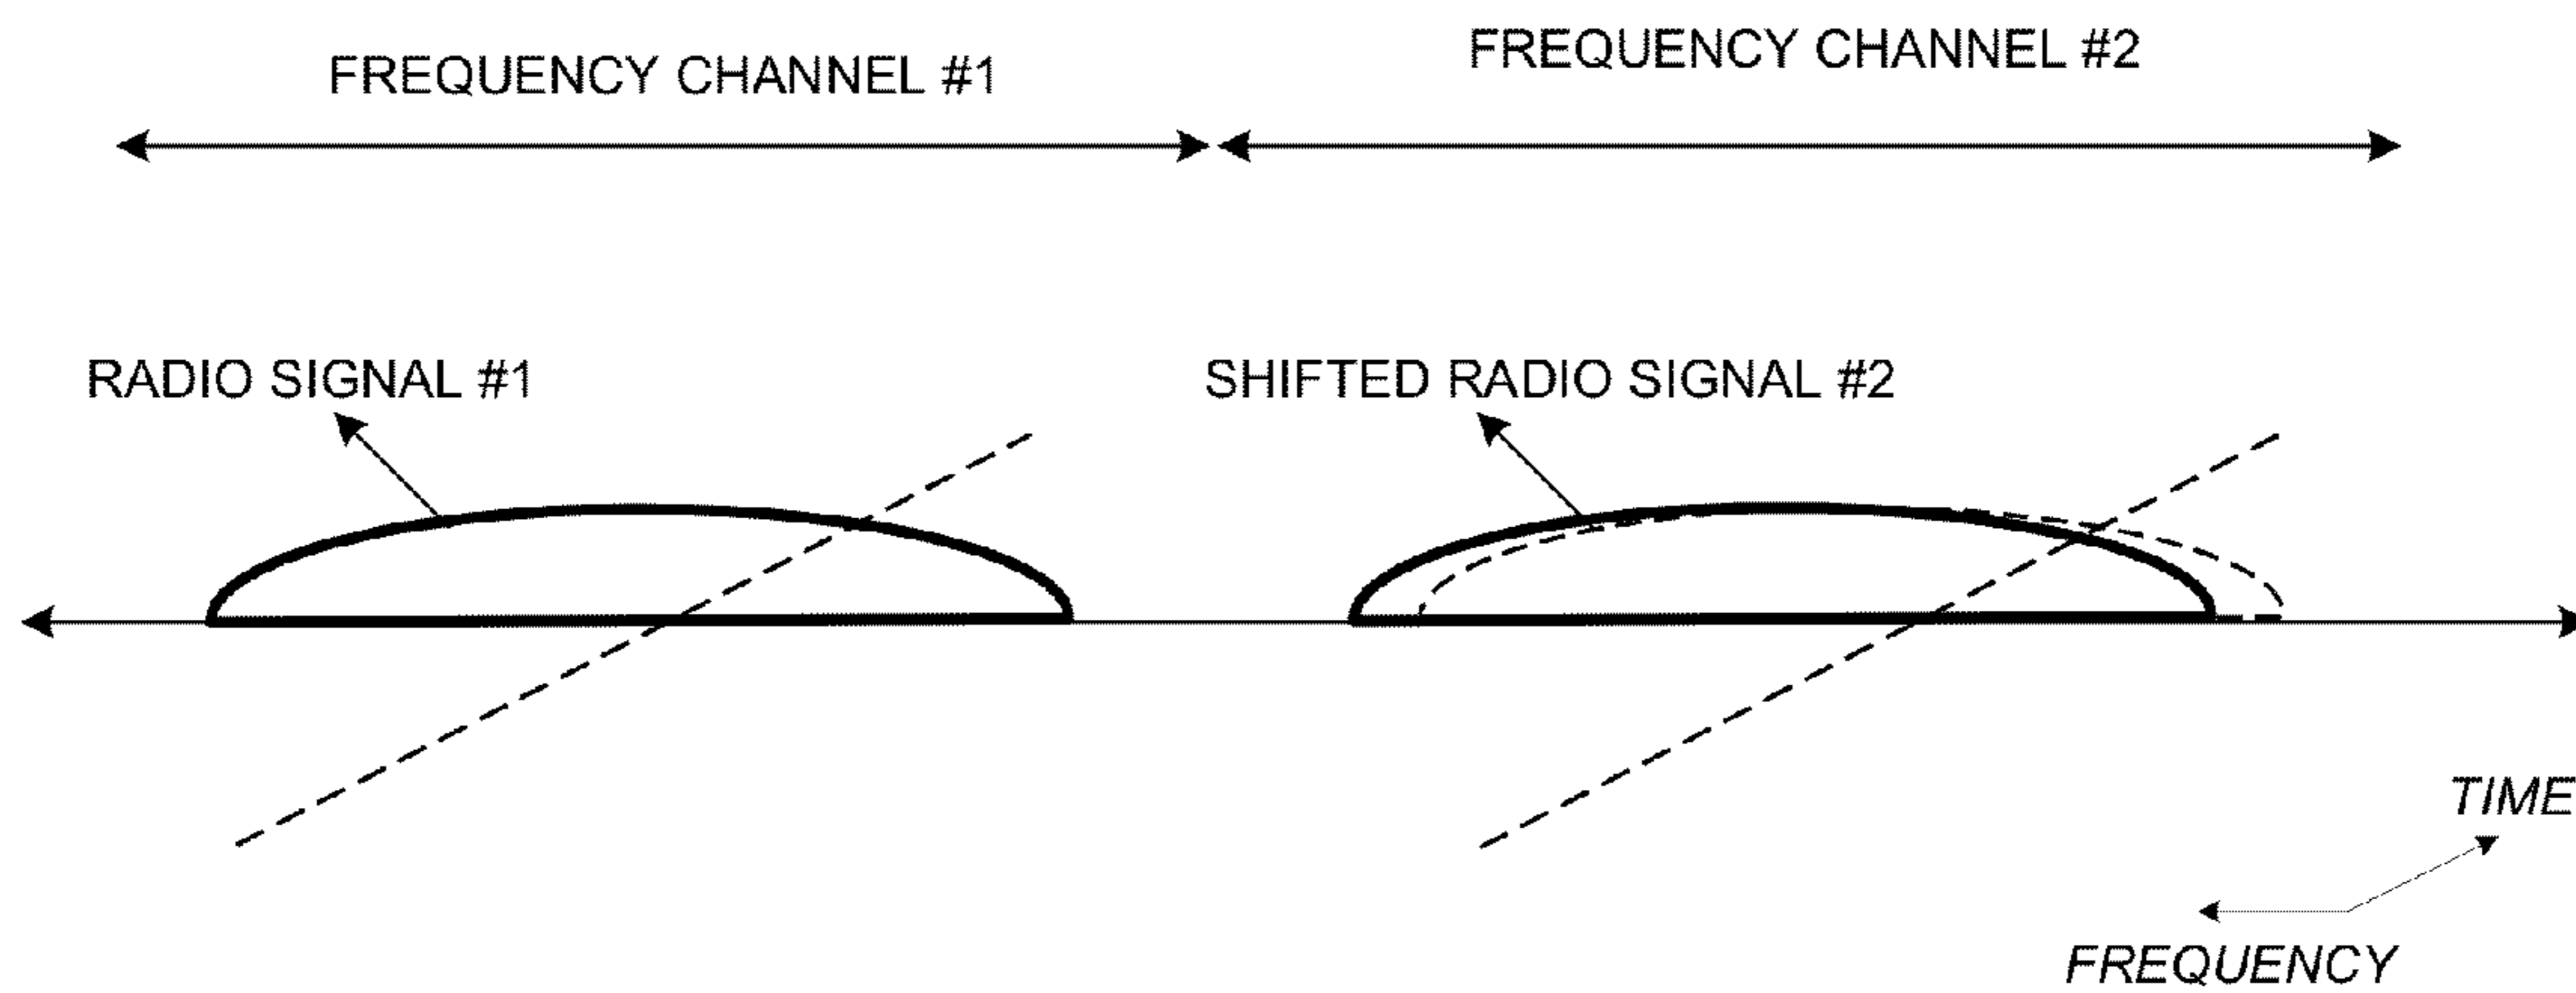 FREQUENCY CHANNEL #1
FREQUENCY CHANNEL #2
RADIO SIGNAL #1
SHIFTED RADIO SIGNAL #2
TIME
FREQUENCY